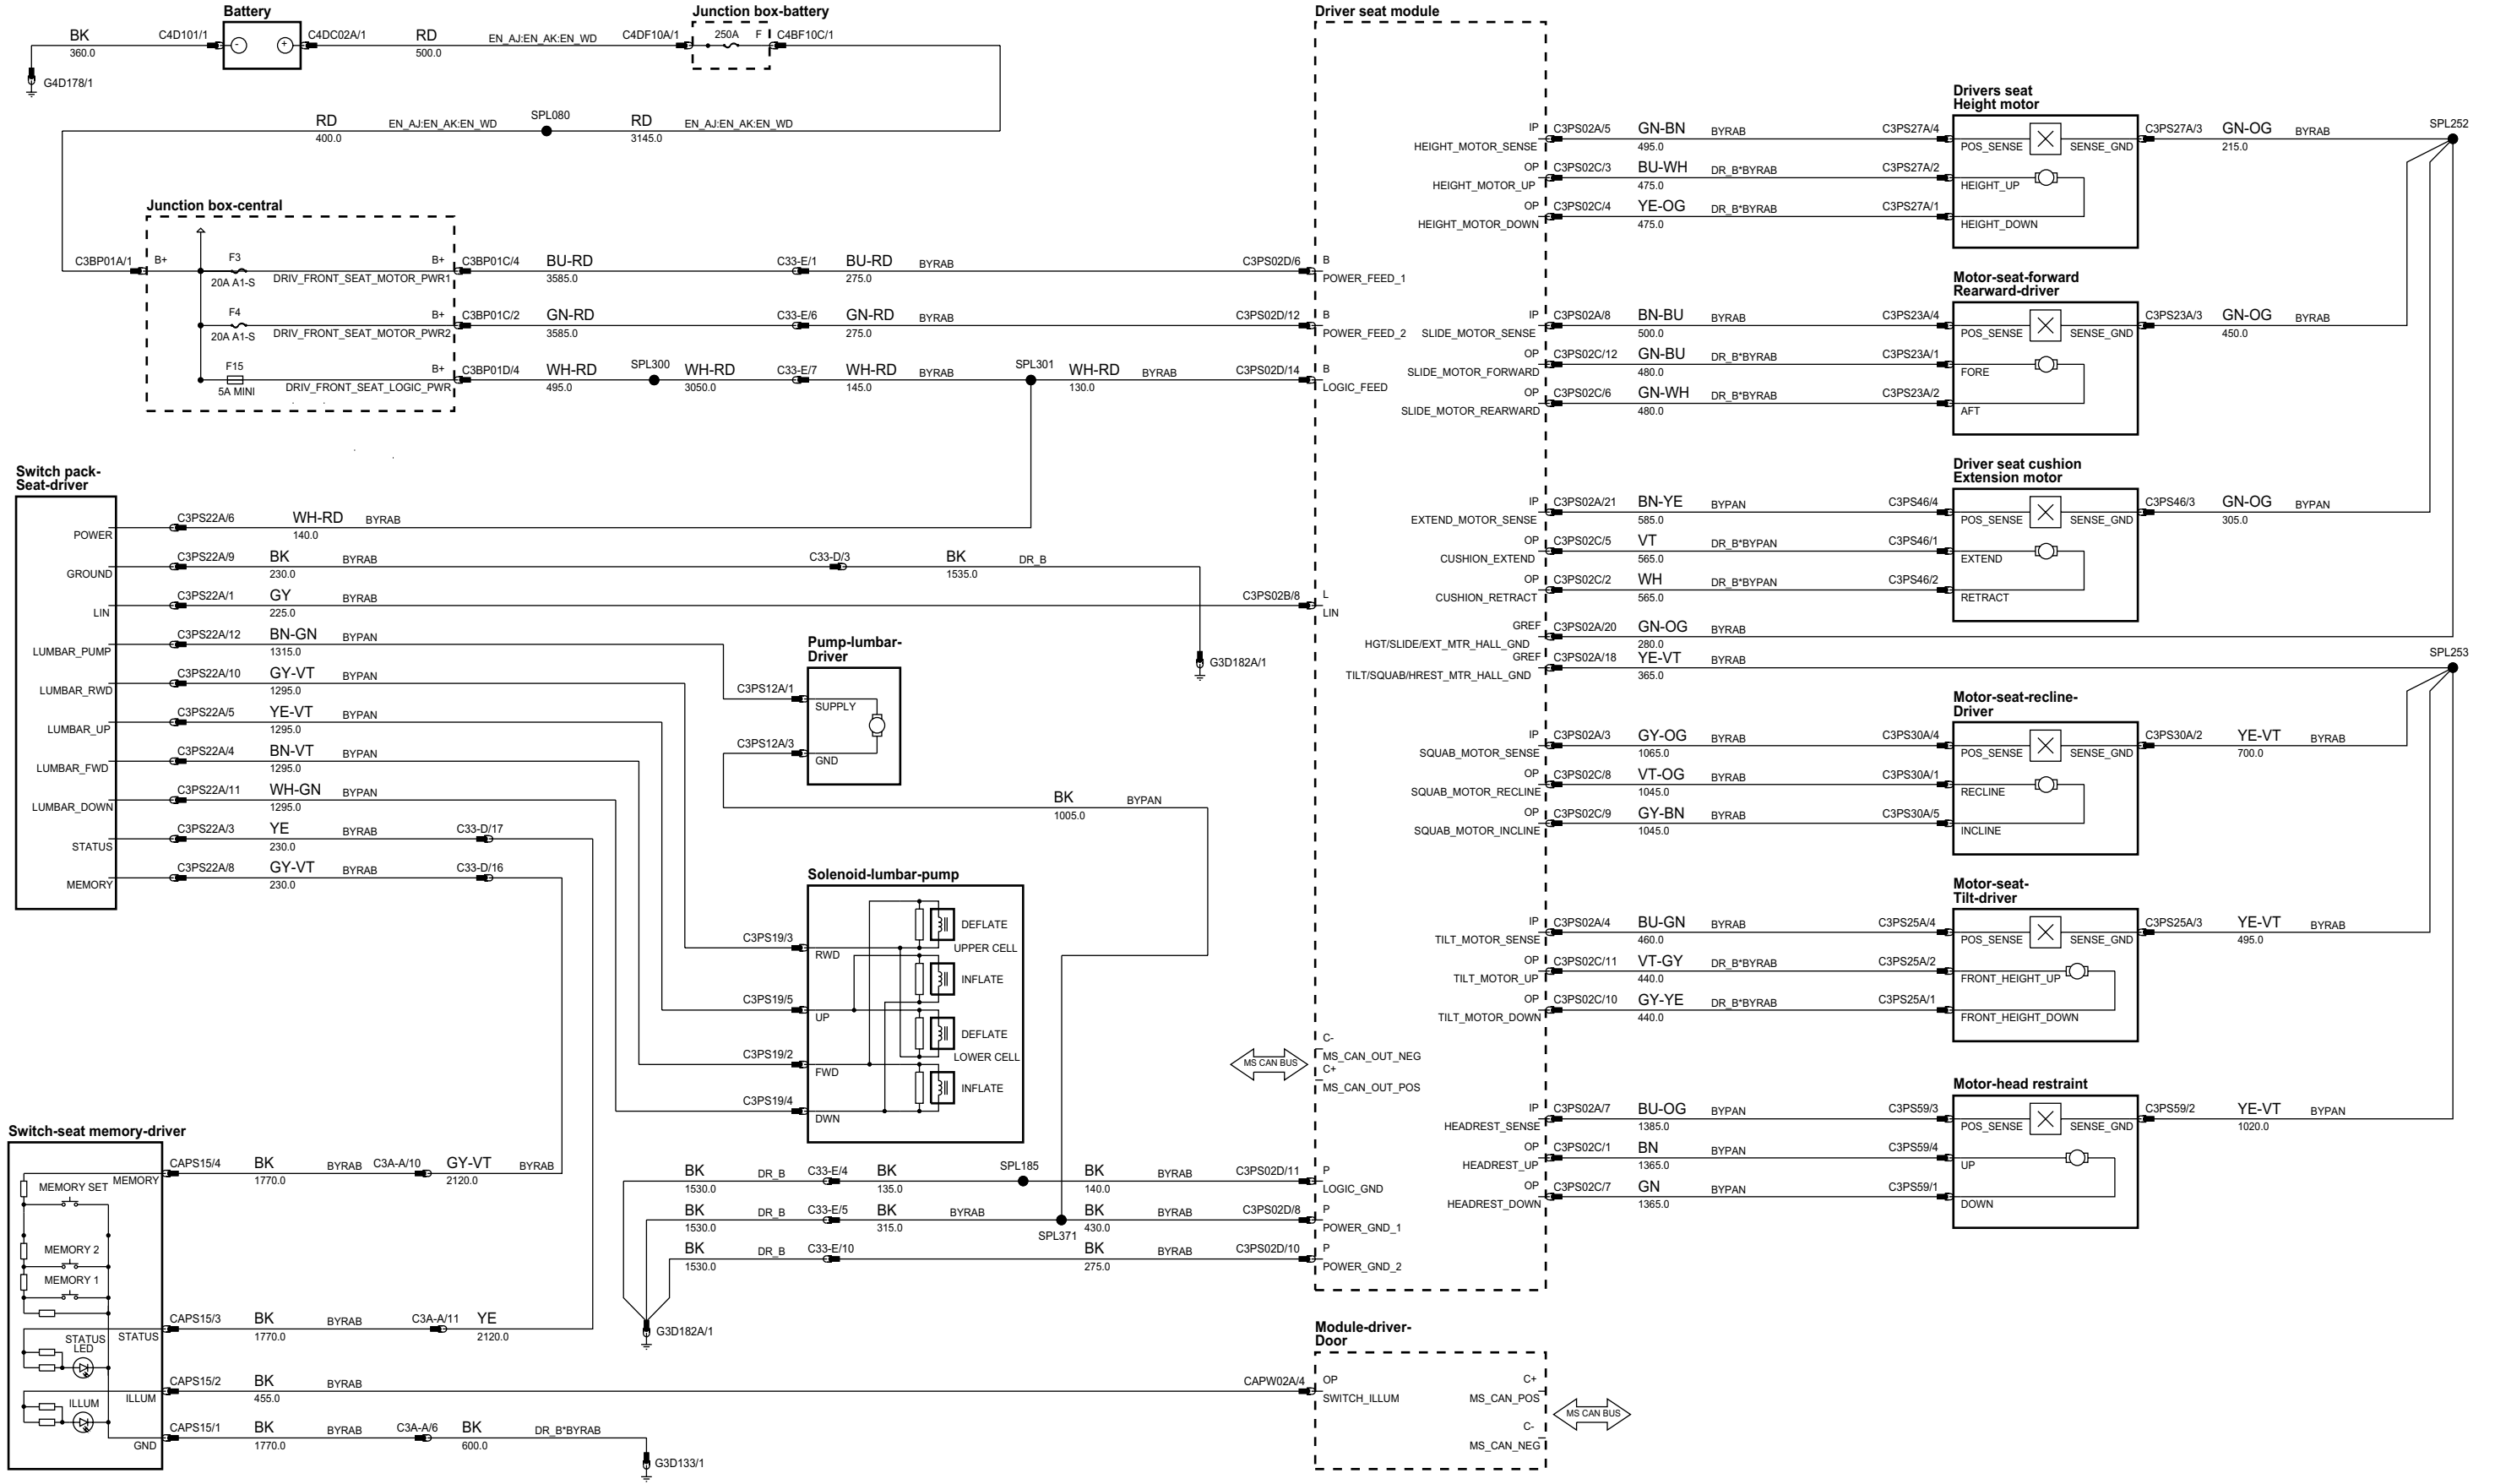 Battery
BK
360.0
C4D101/1
-
+
C4DC02A/1
RD
500.0
EN_AJ:EN_AK:EN_WD
C4DF10A/1
Junction box-battery
250A
F
C4BF10C/1
G4D178/1
RD
400.0
EN_AJ:EN_AK:EN_WD
SPL080
RD
3145.0
EN_AJ:EN_AK:EN_WD
Junction box-central
C3BP01A/1
B+
F3
20A A1-S
B+
DRIV_FRONT_SEAT_MOTOR_PWR1
C3BP01C/4
BU-RD
3585.0
C33-E/1
BU-RD
275.0
BYRAB
C3PS02D/6
F4
20A A1-S
B+
DRIV_FRONT_SEAT_MOTOR_PWR2
C3BP01C/2
GN-RD
3585.0
C33-E/6
GN-RD
275.0
BYRAB
C3PS02D/12
F15
5A MINI
B+
DRIV_FRONT_SEAT_LOGIC_PWR
C3BP01D/4
WH-RD
495.0
SPL300
WH-RD
3050.0
C33-E/7
WH-RD
145.0
BYRAB
SPL301
WH-RD
130.0
BYRAB
C3PS02D/14
Switch pack-
Seat-driver
POWER
C3PS22A/6
WH-RD
140.0
BYRAB
GROUND
C3PS22A/9
BK
230.0
BYRAB
C33-D/3
BK
1535.0
DR_B
G3D182A/1
LIN
C3PS22A/1
GY
225.0
BYRAB
C3PS02B/8
LUMBAR_PUMP
C3PS22A/12
BN-GN
1315.0
BYPAN
LUMBAR_RWD
C3PS22A/10
GY-VT
1295.0
BYPAN
LUMBAR_UP
C3PS22A/5
YE-VT
1295.0
BYPAN
LUMBAR_FWD
C3PS22A/4
BN-VT
1295.0
BYPAN
LUMBAR_DOWN
C3PS22A/11
WH-GN
1295.0
BYPAN
STATUS
C3PS22A/3
YE
230.0
BYRAB
C33-D/17
MEMORY
C3PS22A/8
GY-VT
230.0
BYRAB
C33-D/16
Pump-lumbar-
Driver
C3PS12A/1
SUPPLY
C3PS12A/3
GND
BK
1005.0
BYPAN
Solenoid-lumbar-pump
C3PS19/3
RWD
C3PS19/5
UP
C3PS19/2
FWD
C3PS19/4
DWN
DEFLATE
UPPER CELL
INFLATE
DEFLATE
LOWER CELL
INFLATE
Switch-seat memory-driver
MEMORY SET
MEMORY
MEMORY 2
MEMORY 1
STATUS
LED
STATUS
ILLUM
ILLUM
GND
CAPS15/4
BK
1770.0
BYRAB
C3A-A/10
GY-VT
2120.0
BYRAB
CAPS15/3
BK
1770.0
BYRAB
C3A-A/11
YE
2120.0
CAPS15/2
BK
455.0
BYRAB
CAPW02A/4
CAPS15/1
BK
1770.0
BYRAB
C3A-A/6
BK
600.0
DR_B*BYRAB
G3D133/1
BK
1530.0
DR_B
C33-E/4
BK
135.0
SPL185
BK
140.0
BYRAB
C3PS02D/11
BK
1530.0
DR_B
C33-E/5
BK
315.0
BYRAB
SPL371
BK
430.0
BYRAB
C3PS02D/8
BK
1530.0
DR_B
C33-E/10
BK
275.0
BYRAB
C3PS02D/10
G3D182A/1
Driver seat module
B
POWER_FEED_1
B
POWER_FEED_2
B
LOGIC_FEED
L
LIN
MS CAN BUS
C-
MS_CAN_OUT_NEG
C+
MS_CAN_OUT_POS
P
LOGIC_GND
P
POWER_GND_1
P
POWER_GND_2
IP
HEIGHT_MOTOR_SENSE
C3PS02A/5
GN-BN
495.0
BYRAB
C3PS27A/4
OP
HEIGHT_MOTOR_UP
C3PS02C/3
BU-WH
475.0
DR_B*BYRAB
C3PS27A/2
OP
HEIGHT_MOTOR_DOWN
C3PS02C/4
YE-OG
475.0
DR_B*BYRAB
C3PS27A/1
Drivers seat
Height motor
POS_SENSE
SENSE_GND
HEIGHT_UP
HEIGHT_DOWN
C3PS27A/3
GN-OG
215.0
BYRAB
SPL252
IP
SLIDE_MOTOR_SENSE
C3PS02A/8
BN-BU
500.0
BYRAB
C3PS23A/4
OP
SLIDE_MOTOR_FORWARD
C3PS02C/12
GN-BU
480.0
DR_B*BYRAB
C3PS23A/1
OP
SLIDE_MOTOR_REARWARD
C3PS02C/6
GN-WH
480.0
DR_B*BYRAB
C3PS23A/2
Motor-seat-forward
Rearward-driver
POS_SENSE
SENSE_GND
FORE
AFT
C3PS23A/3
GN-OG
450.0
BYRAB
IP
EXTEND_MOTOR_SENSE
C3PS02A/21
BN-YE
585.0
BYPAN
C3PS46/4
OP
CUSHION_EXTEND
C3PS02C/5
VT
565.0
DR_B*BYPAN
C3PS46/1
OP
CUSHION_RETRACT
C3PS02C/2
WH
565.0
DR_B*BYPAN
C3PS46/2
Driver seat cushion
Extension motor
POS_SENSE
SENSE_GND
EXTEND
RETRACT
C3PS46/3
GN-OG
305.0
BYPAN
GREF
HGT/SLIDE/EXT_MTR_HALL_GND
C3PS02A/20
GN-OG
280.0
BYRAB
GREF
TILT/SQUAB/HREST_MTR_HALL_GND
C3PS02A/18
YE-VT
365.0
BYRAB
SPL253
IP
SQUAB_MOTOR_SENSE
C3PS02A/3
GY-OG
1065.0
BYRAB
C3PS30A/4
OP
SQUAB_MOTOR_RECLINE
C3PS02C/8
VT-OG
1045.0
BYRAB
C3PS30A/1
OP
SQUAB_MOTOR_INCLINE
C3PS02C/9
GY-BN
1045.0
BYRAB
C3PS30A/5
Motor-seat-recline-
Driver
POS_SENSE
SENSE_GND
RECLINE
INCLINE
C3PS30A/2
YE-VT
700.0
BYRAB
IP
TILT_MOTOR_SENSE
C3PS02A/4
BU-GN
460.0
BYRAB
C3PS25A/4
OP
TILT_MOTOR_UP
C3PS02C/11
VT-GY
440.0
DR_B*BYRAB
C3PS25A/2
OP
TILT_MOTOR_DOWN
C3PS02C/10
GY-YE
440.0
DR_B*BYRAB
C3PS25A/1
Motor-seat-
Tilt-driver
POS_SENSE
SENSE_GND
FRONT_HEIGHT_UP
FRONT_HEIGHT_DOWN
C3PS25A/3
YE-VT
495.0
BYRAB
IP
HEADREST_SENSE
C3PS02A/7
BU-OG
1385.0
BYPAN
C3PS59/3
OP
HEADREST_UP
C3PS02C/1
BN
1365.0
BYPAN
C3PS59/4
OP
HEADREST_DOWN
C3PS02C/7
GN
1365.0
BYPAN
C3PS59/1
Motor-head restraint
POS_SENSE
SENSE_GND
UP
DOWN
C3PS59/2
YE-VT
1020.0
BYPAN
Module-driver-
Door
OP
SWITCH_ILLUM
C+
MS_CAN_POS
C-
MS_CAN_NEG
MS CAN BUS